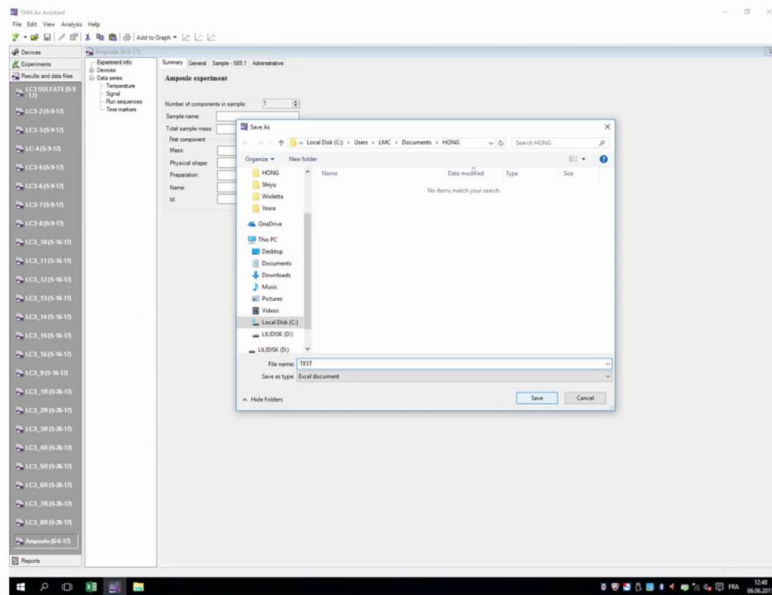 TAM Air Assistant
File Edit View Analysis Help
Add to Graph
Devices
Experiments
Results and data files
LC3 SULFATE (5-9-17)
LC3-2 (5-9-17)
LC3-3 (5-9-17)
LC-4 (5-9-17)
LC3-5 (5-9-17)
LC3-6 (5-9-17)
LC3-7 (5-9-17)
LC3-8 (5-9-17)
LC3_10 (5-16-17)
LC3_11 (5-16-17)
LC3_12 (5-16-17)
LC3_13 (5-16-17)
LC3_14 (5-16-17)
LC3_15 (5-16-17)
LC3_16 (5-16-17)
LC3_9 (5-16-17)
LC3_1R (5-26-17)
LC3_2R (5-26-17)
LC3_3R (5-26-17)
LC3_4R (5-26-17)
LC3_5R (5-26-17)
LC3_6R (5-26-17)
LC3_7R (5-26-17)
LC3_8R (5-26-17)
Ampoule (6-6-17)
Reports
Ampoule (6-6-17)
Experiment info
Devices
Data series
Temperature
Signal
Run sequences
Time markers
Summary General Sample - 585.1 Administrative
Ampoule experiment
Number of components in sample: 1
Sample name:
Total sample mass:
First component
Mass:
Physical shape:
Preparation:
Name:
Id:
Save As
Local Disk (C:) > Users > LMC > Documents > HONG
Search HONG
Organize New folder
Name Date modified Type Size
No items match your search.
HONG
Shiyu
Wioletta
Yeora
OneDrive
This PC
Desktop
Documents
Downloads
Music
Pictures
Videos
Local Disk (C:)
LILIDISK (D:)
LILIDISK (D:)
File name: TEST
Save as type: Excel document
Hide Folders
Save Cancel
FRA
12:48
06.06.2017